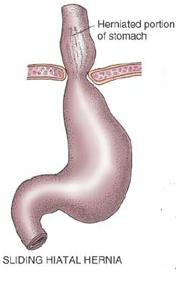 Herniated portion
of stomach
SLIDING HIATAL HERNIA